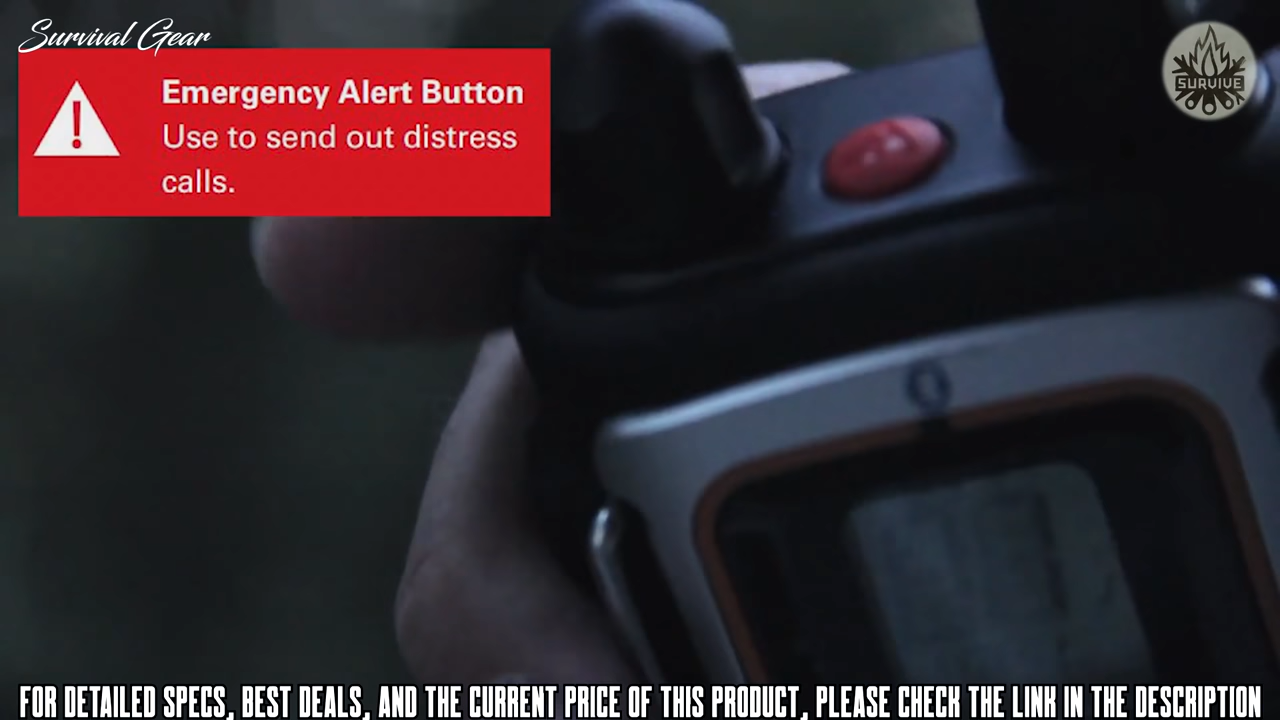 Survival Gear
Emergency Alert Button
Use to send out distress
calls.
SURVIVE
FOR DETAILED SPECS, BEST DEALS, AND THE CURRENT PRICE OF THIS PRODUCT, PLEASE CHECK THE LINK IN THE DESCRIPTION